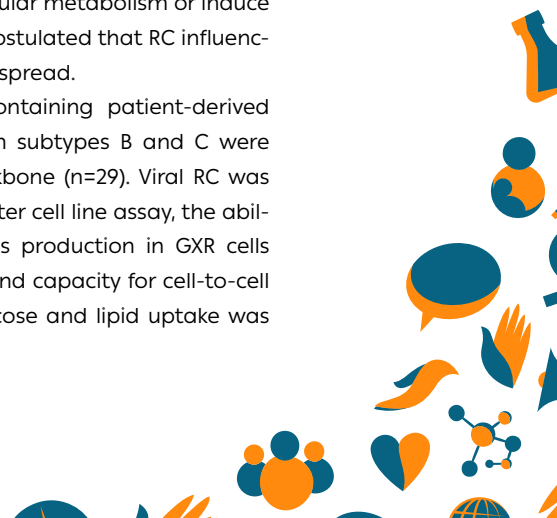 ular metabolism or induce
ostulated that RC influenc-
spread.
ontaining patient-derived
subtypes B and C were
bone (n=29). Viral RC was
ter cell line assay, the abil-
s production in GXR cells
nd capacity for cell-to-cell
cose and lipid uptake was